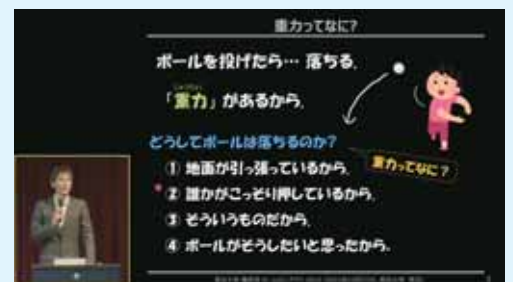 重力ってなに?
ボールを投げたら… 落ちる。
「重力」があるから。
どうしてボールは落ちるのか?
重力ってなに?
① 地面が引っ張っているから。
② 誰かがこっそり押しているから。
③ そういうものだから。
④ ボールがそうしたいと思ったから。